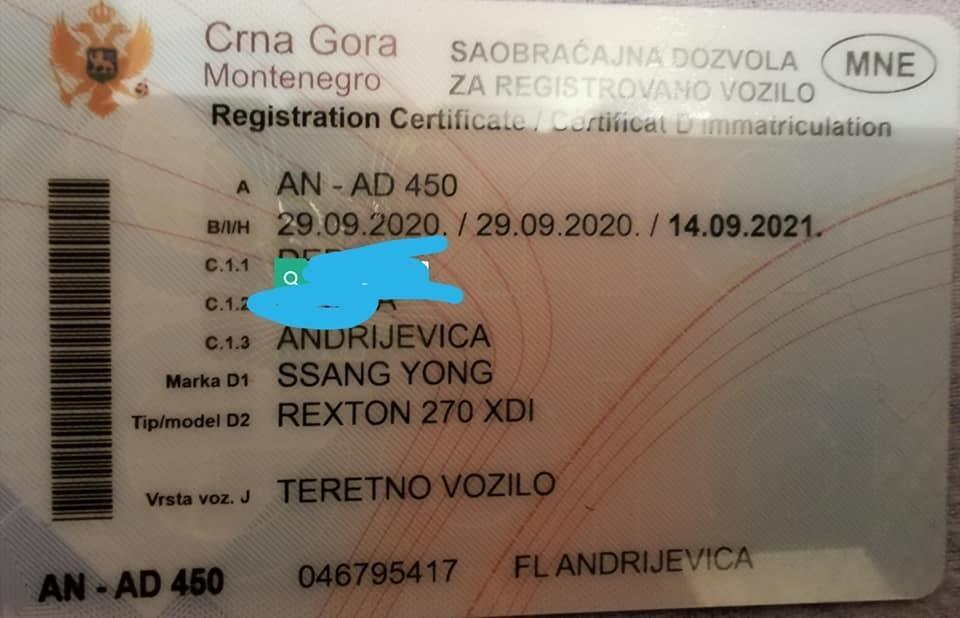 Crna Gora
Montenegro
SAOBRAĆAJNA DOZVOLA
ZA REGISTROVANO VOZILO
MNE
Registration Certificate / Certificat D immatriculation
A AN - AD 450
B/I/H 29.09.2020. / 29.09.2020. / 14.09.2021.
C.1.1
C.1.2
C.1.3 ANDRIJEVICA
Marka D1 SSANG YONG
Tip/model D2 REXTON 270 XDI
Vrsta voz. J TERETNO VOZILO
AN - AD 450 046795417 FL ANDRIJEVICA